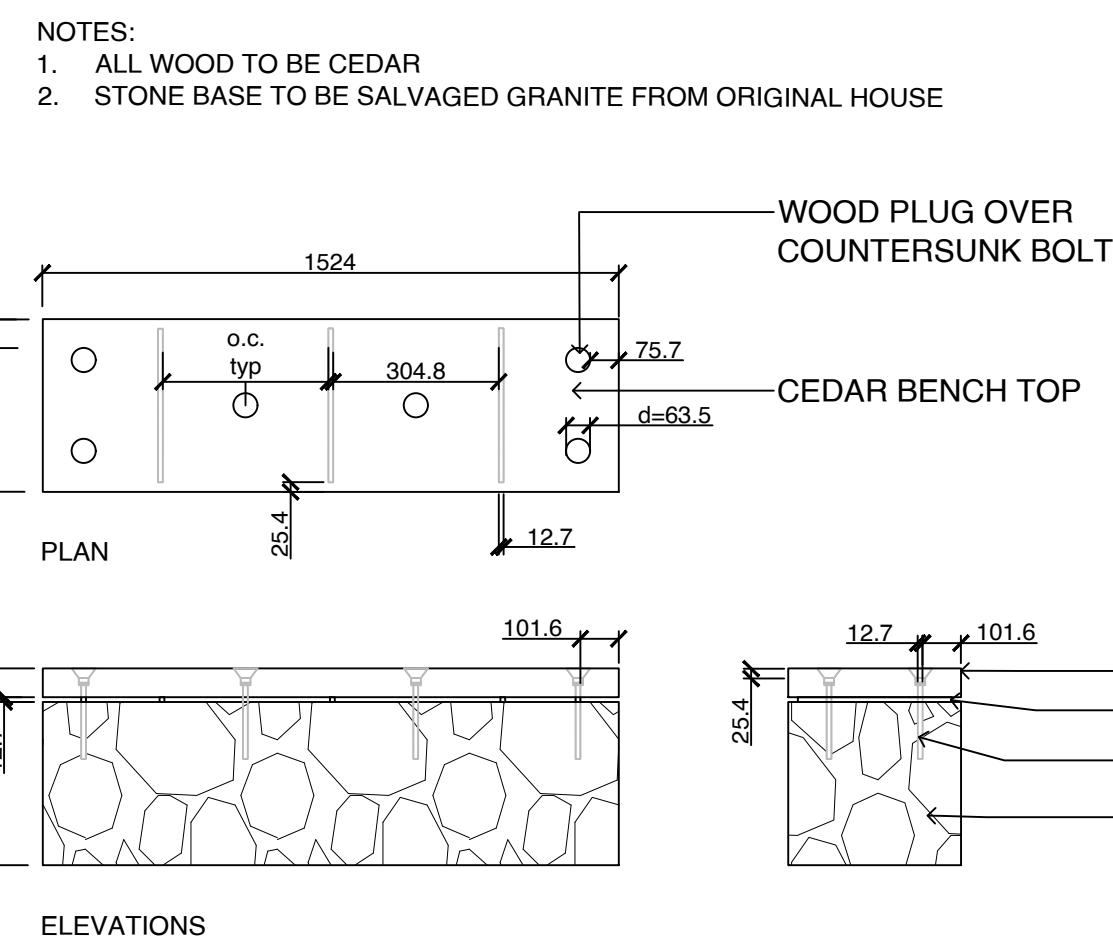 NOTES:
1. ALL WOOD TO BE CEDAR
2. STONE BASE TO BE SALVAGED GRANITE FROM ORIGINAL HOUSE
WOOD PLUG OVER
COUNTERSUNK BOLT
1524
o.c.
typ
304.8
75.7
CEDAR BENCH TOP
d=63.5
25.4
12.7
PLAN
101.6
12.7
101.6
25.4
ELEVATIONS